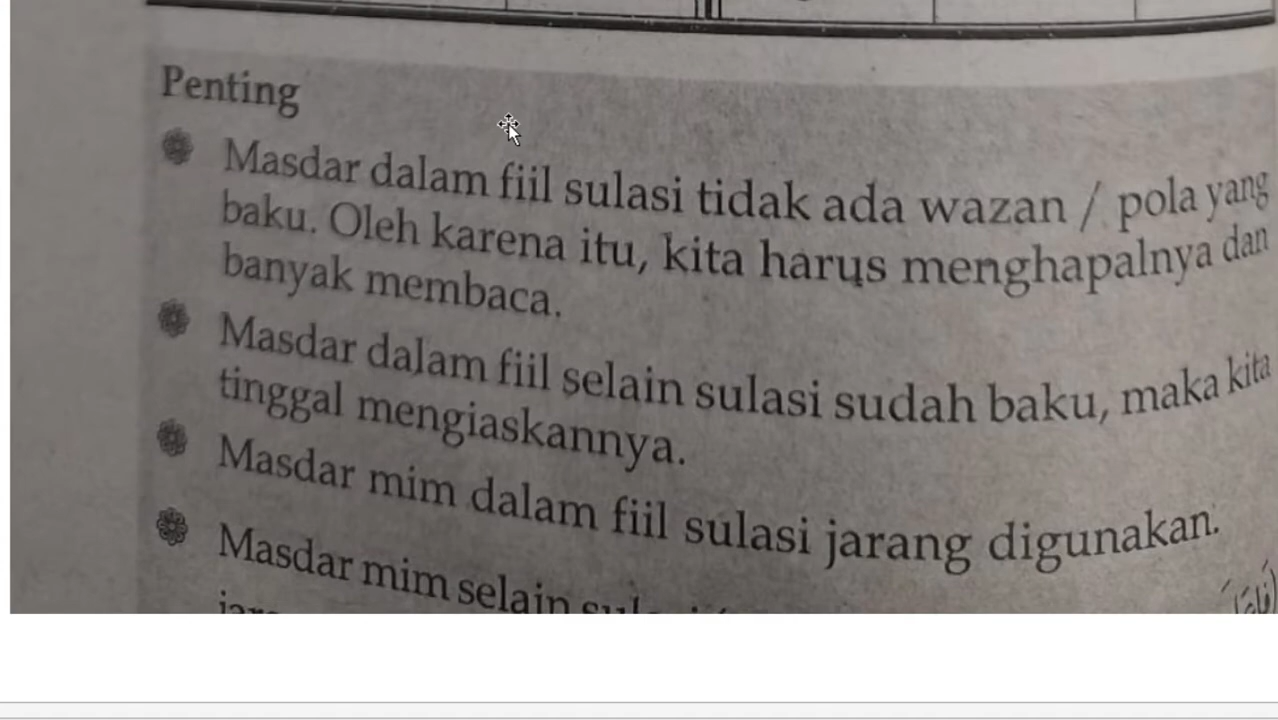 Penting
Masdar dalam fiil sulasi tidak ada wazan / pola yang
baku. Oleh karena itu, kita harus menghapalnya dan
banyak membaca.
Masdar dalam fiil selain sulasi sudah baku, maka kita
tinggal mengiaskannya.
Masdar mim dalam fiil sulasi jarang digunakan.
Masdar mim selain